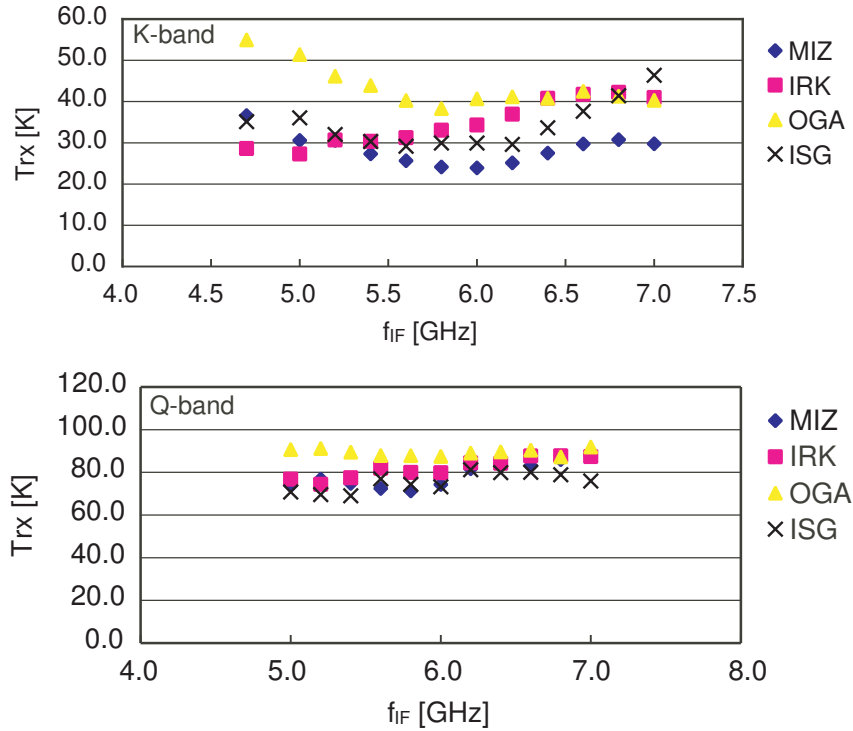 60.0
K-band
50.0
40.0
30.0
20.0
10.0
0.0
Trx [K]
4.0 4.5 5.0 5.5 6.0 6.5 7.0 7.5
fIF [GHz]
MIZ
IRK
OGA
ISG
120.0
Q-band
100.0
80.0
60.0
40.0
20.0
0.0
Trx [K]
4.0 5.0 6.0 7.0 8.0
fIF [GHz]
MIZ
IRK
OGA
ISG